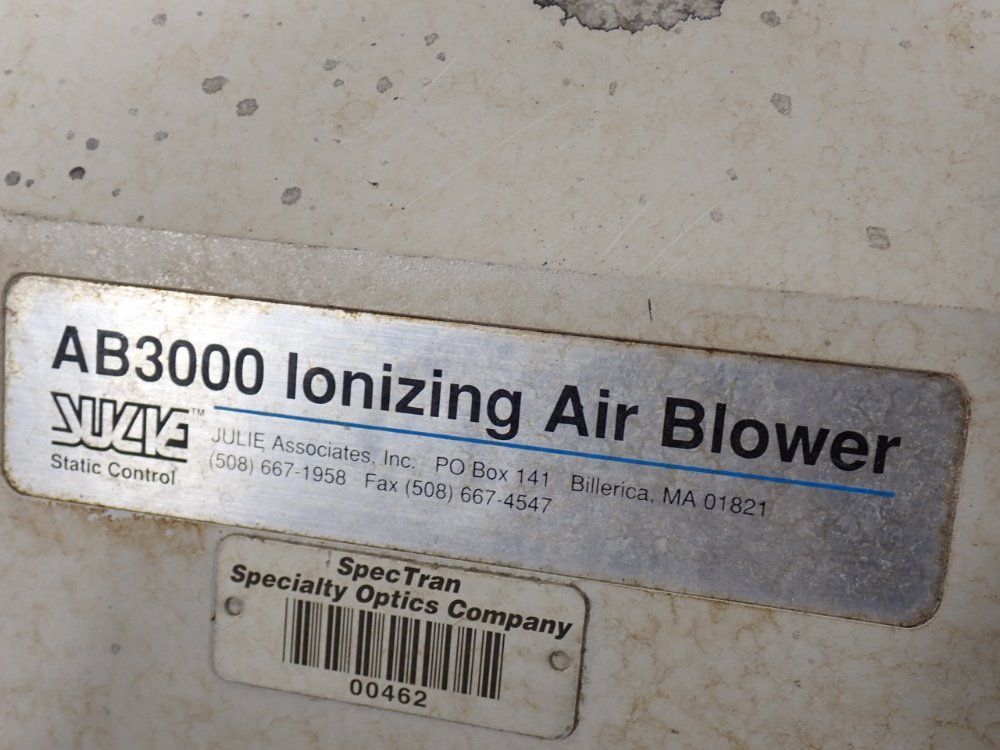 AB3000 Ionizing Air Blower
JULIE™
Static Control
JULIE Associates, Inc. PO Box 141 Billerica, MA 01821
(508) 667-1958 Fax (508) 667-4547
SpecTran
Specialty Optics Company
00462